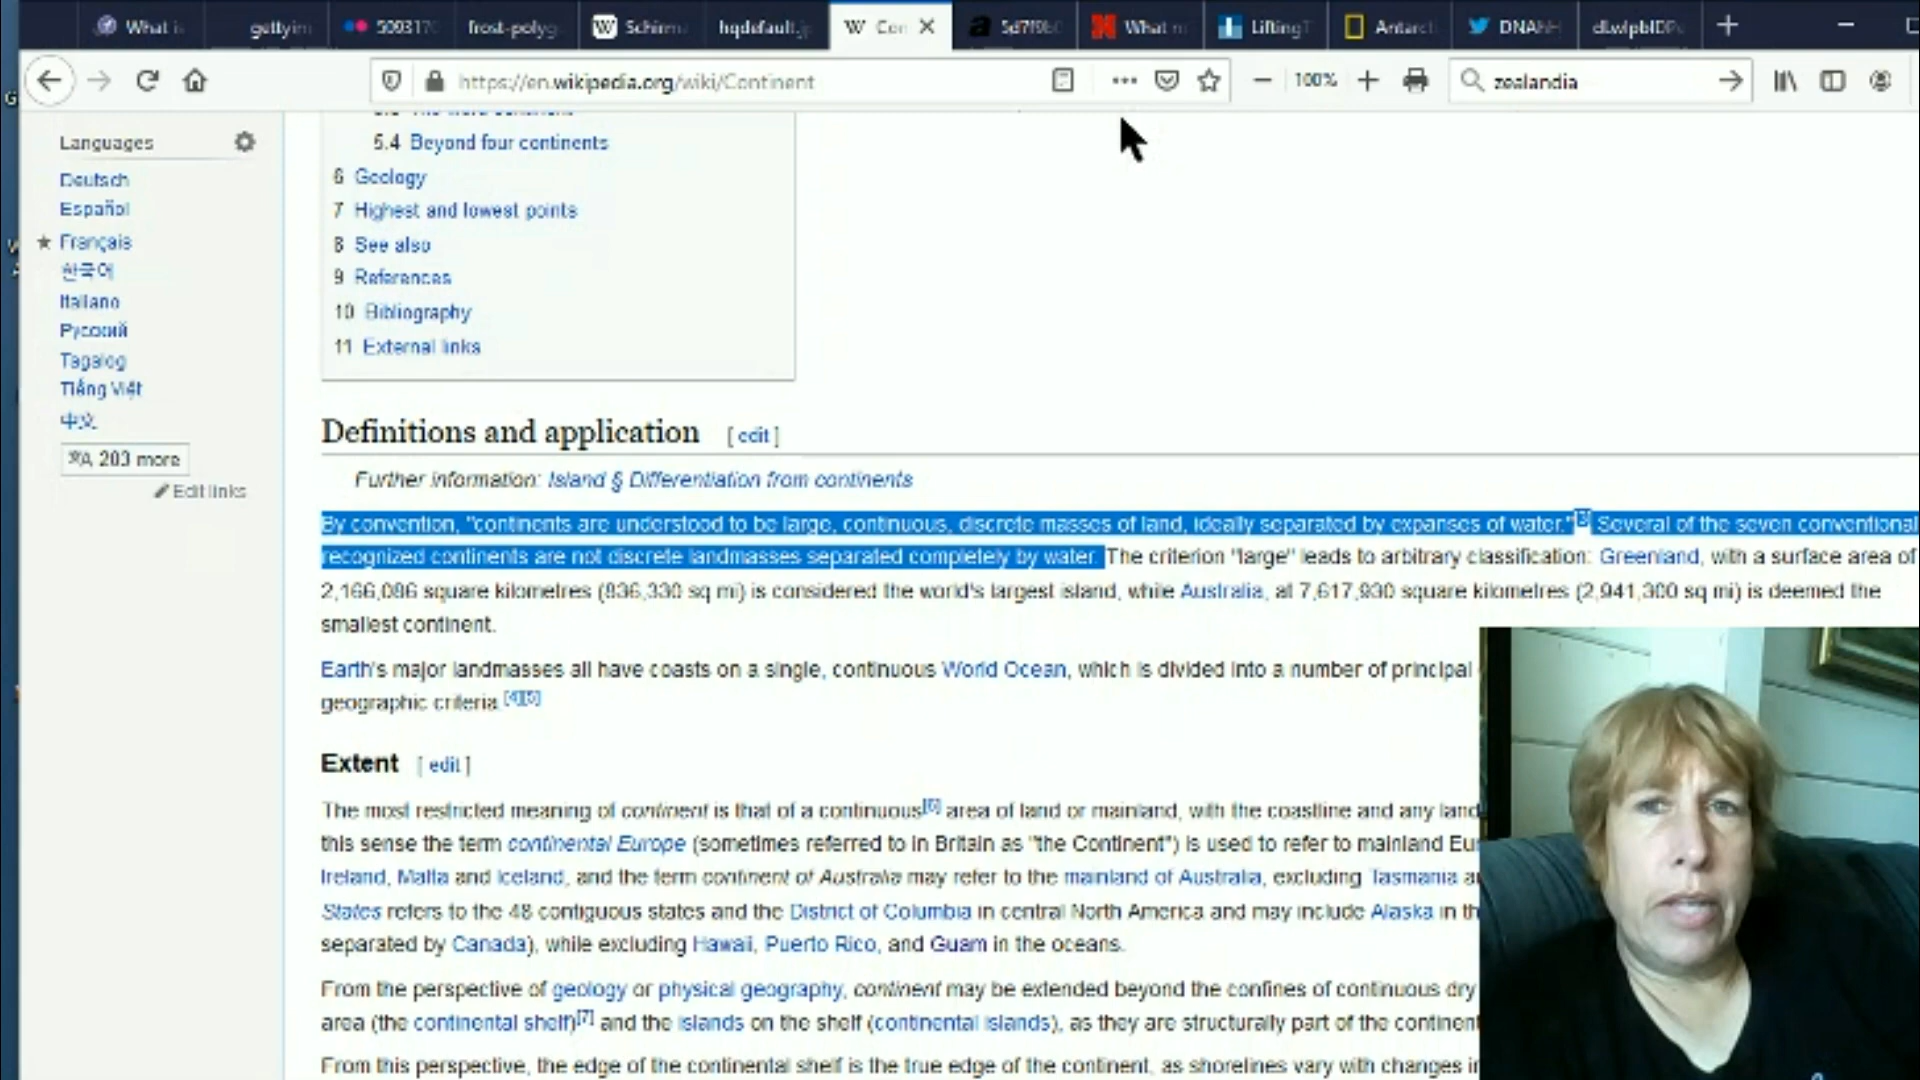 What i
gettyim
509317
frost-polyg
Schirm
hqdefault.j
Con
What
Lifting
Antarct
DNA
https://en.wikipedia.org/wiki/Continent
100%
zealandia
Languages
Deutsch
Español
Français
한국어
Italiano
Русский
Tagalog
Tiếng Việt
中文
203 more
Edit links
5.4 Beyond four continents
6 Geology
7 Highest and lowest points
8 See also
9 References
10 Bibliography
11 External links
Definitions and application [ edit ]
Further information: Island § Differentiation from continents
By convention, "continents are understood to be large, continuous, discrete masses of land, ideally separated by expanses of water." Several of the seven conventional
recognized continents are not discrete landmasses separated completely by water. The criterion "large" leads to arbitrary classification: Greenland, with a surface area of
2,166,086 square kilometres (836,330 sq mi) is considered the world's largest island, while Australia, at 7,617,930 square kilometres (2,941,300 sq mi) is deemed the
smallest continent.
Earth's major landmasses all have coasts on a single, continuous World Ocean, which is divided into a number of principal
geographic criteria.[4][5]
Extent [ edit ]
The most restricted meaning of continent is that of a continuous[6] area of land or mainland, with the coastline and any land
this sense the term continental Europe (sometimes referred to in Britain as "the Continent") is used to refer to mainland Eu
Ireland, Malta and Iceland, and the term continent of Australia may refer to the mainland of Australia, excluding Tasmania a
States refers to the 48 contiguous states and the District of Columbia in central North America and may include Alaska in th
separated by Canada), while excluding Hawaii, Puerto Rico, and Guam in the oceans.
From the perspective of geology or physical geography, continent may be extended beyond the confines of continuous dry
area (the continental shelf)[7] and the islands on the shelf (continental islands), as they are structurally part of the continent
From this perspective, the edge of the continental shelf is the true edge of the continent, as shorelines vary with changes in